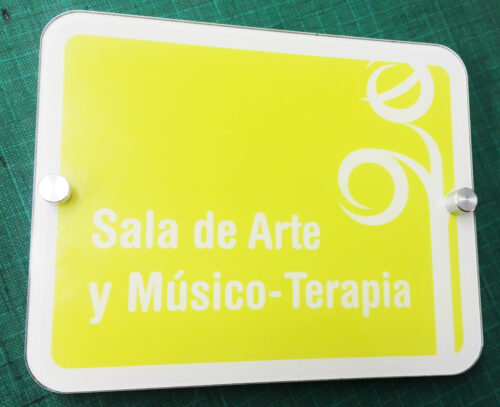 Sala de Arte
y Músico-Terapia